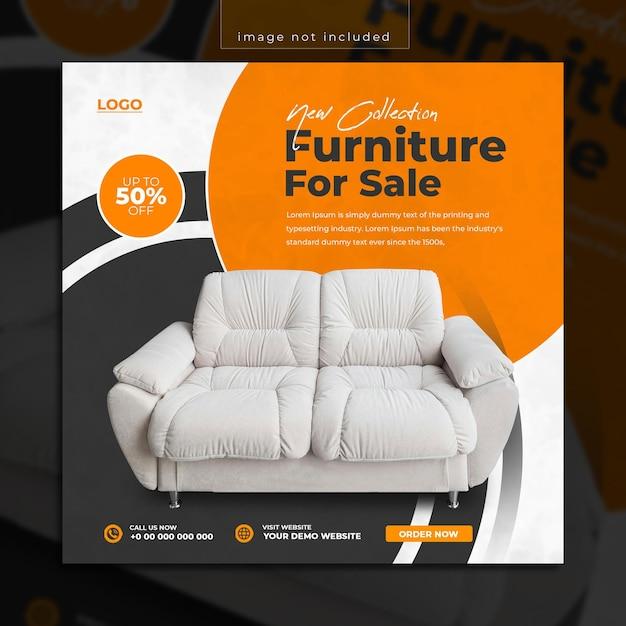 image not included
LOGO
New Collection
Furniture
For Sale
UP TO
50%
OFF
Lorem Ipsum is simply dummy text of the printing and
typesetting industry. Lorem Ipsum has been the industry's
standard dummy text ever since the 1500s,
CALL US NOW
+0 00 000 000 000
VISIT WEBSITE
YOUR DEMO WEBSITE
ORDER NOW